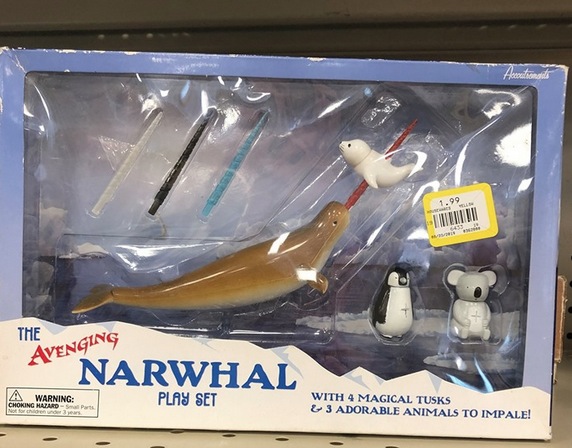 Accoutrements
1.99
THE
AVENGING
NARWHAL
PLAY SET
WARNING:
CHOKING HAZARD – Small Parts.
Not for children under 3 years.
WITH 4 MAGICAL TUSKS
& 3 ADORABLE ANIMALS TO IMPALE!